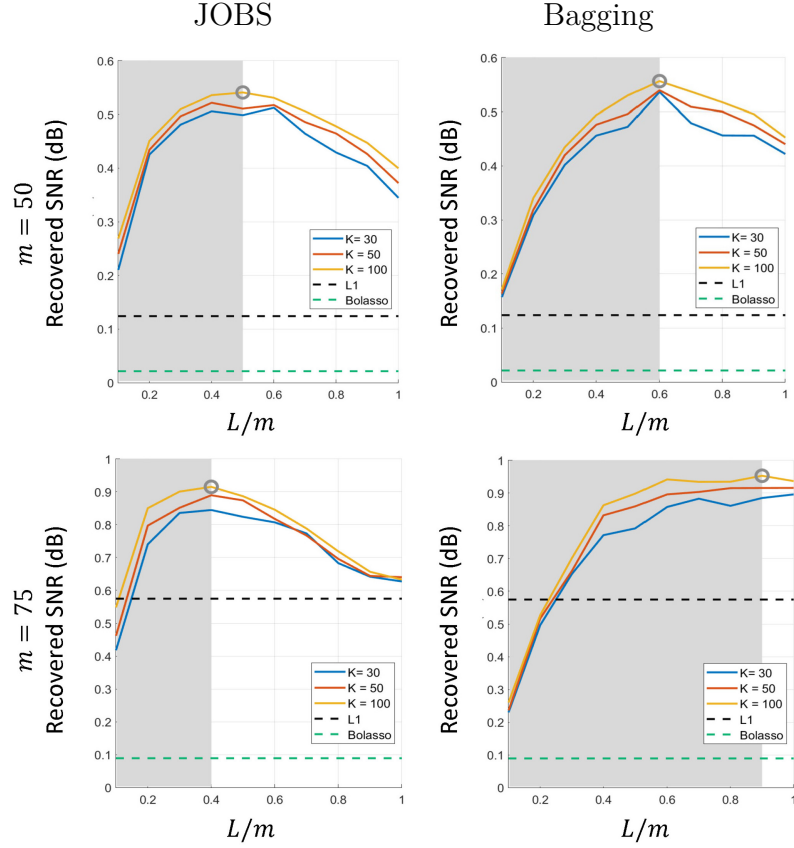 JOBS
Bagging
m = 50
Recovered SNR (dB)
0.6
0.5
0.4
0.3
0.2
0.1
0
K= 30
K = 50
K = 100
L1
Bolasso
0.2
0.4
0.6
0.8
1
L/m
Recovered SNR (dB)
0.6
0.5
0.4
0.3
0.2
0.1
0
K= 30
K = 50
K = 100
L1
Bolasso
0.2
0.4
0.6
0.8
1
L/m
m = 75
Recovered SNR (dB)
1
0.9
0.8
0.7
0.6
0.5
0.4
0.3
0.2
0.1
0
K= 30
K = 50
K = 100
L1
Bolasso
0.2
0.4
0.6
0.8
1
L/m
Recovered SNR (dB)
1
0.9
0.8
0.7
0.6
0.5
0.4
0.3
0.2
0.1
0
K= 30
K = 50
K = 100
L1
Bolasso
0.2
0.4
0.6
0.8
1
L/m